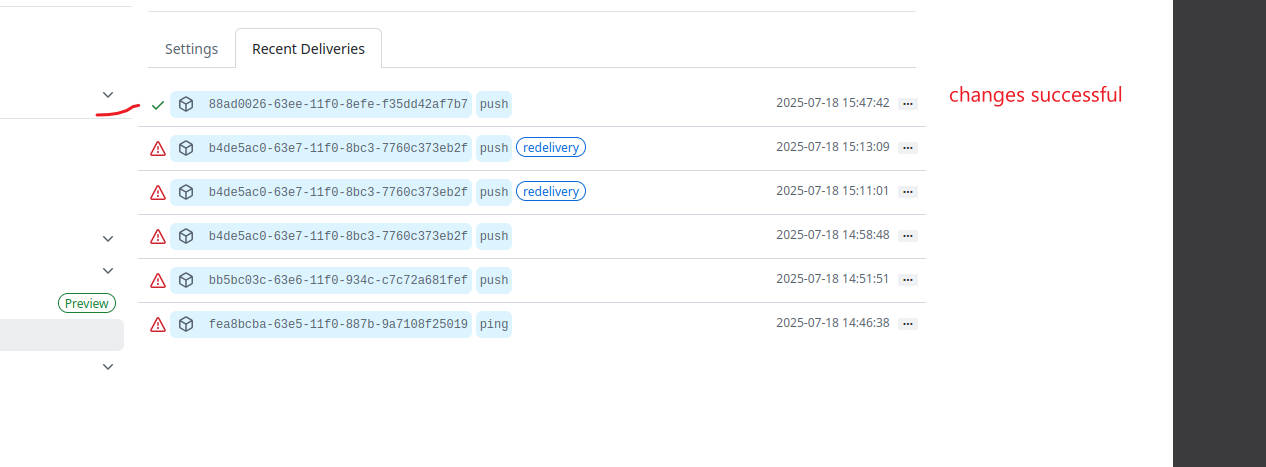 Settings
Recent Deliveries
88ad0026-63ee-11f0-8efe-f35dd42af7b7 push 2025-07-18 15:47:42 ...
changes successful
b4de5ac0-63e7-11f0-8bc3-7760c373eb2f push redelivery 2025-07-18 15:13:09 ...
b4de5ac0-63e7-11f0-8bc3-7760c373eb2f push redelivery 2025-07-18 15:11:01 ...
b4de5ac0-63e7-11f0-8bc3-7760c373eb2f push 2025-07-18 14:58:48 ...
bb5bc03c-63e6-11f0-934c-c7c72a681fef push 2025-07-18 14:51:51 ...
Preview
fea8bcba-63e5-11f0-887b-9a7108f25019 ping 2025-07-18 14:46:38 ...